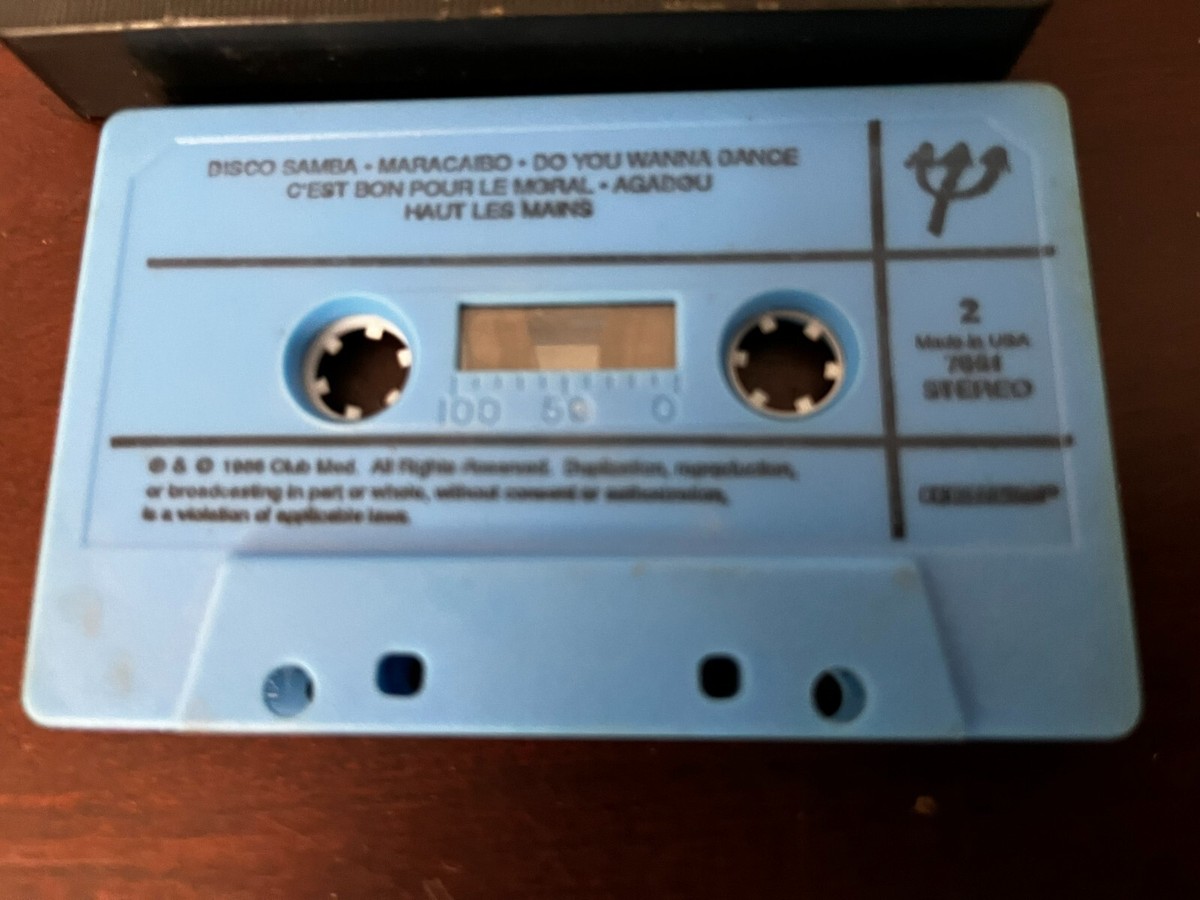 DISCO SAMBA • MARACAIBO • DO YOU WANNA DANCE
C'EST BON POUR LE MORAL • AGADOU
HAUT LES MAINS
2
Made in USA
STEREO
100 50 0
℗ & © 1986 Club Med. All Rights Reserved. Duplication, reproduction,
or broadcasting in part or whole, without consent or authorization,
is a violation of applicable laws.